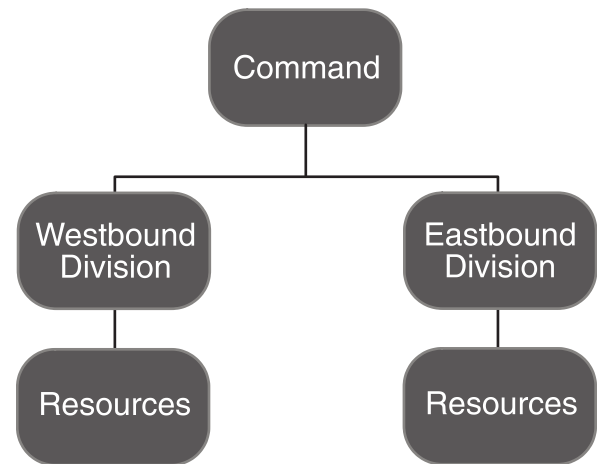 Command
Westbound
Division
Eastbound
Division
Resources
Resources